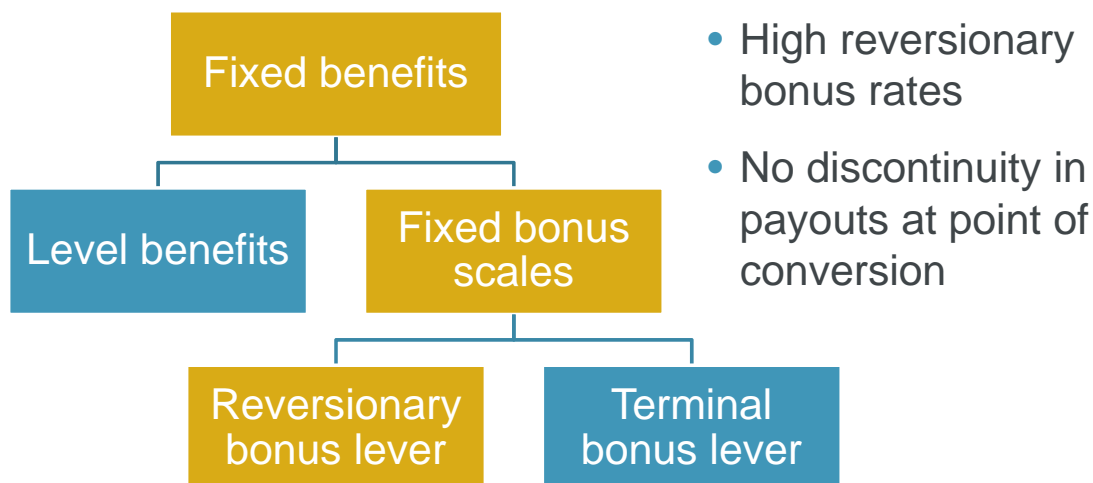 Fixed benefits
Level benefits
Fixed bonus
scales
Reversionary
bonus lever
Terminal
bonus lever
• High reversionary
bonus rates
• No discontinuity in
payouts at point of
conversion